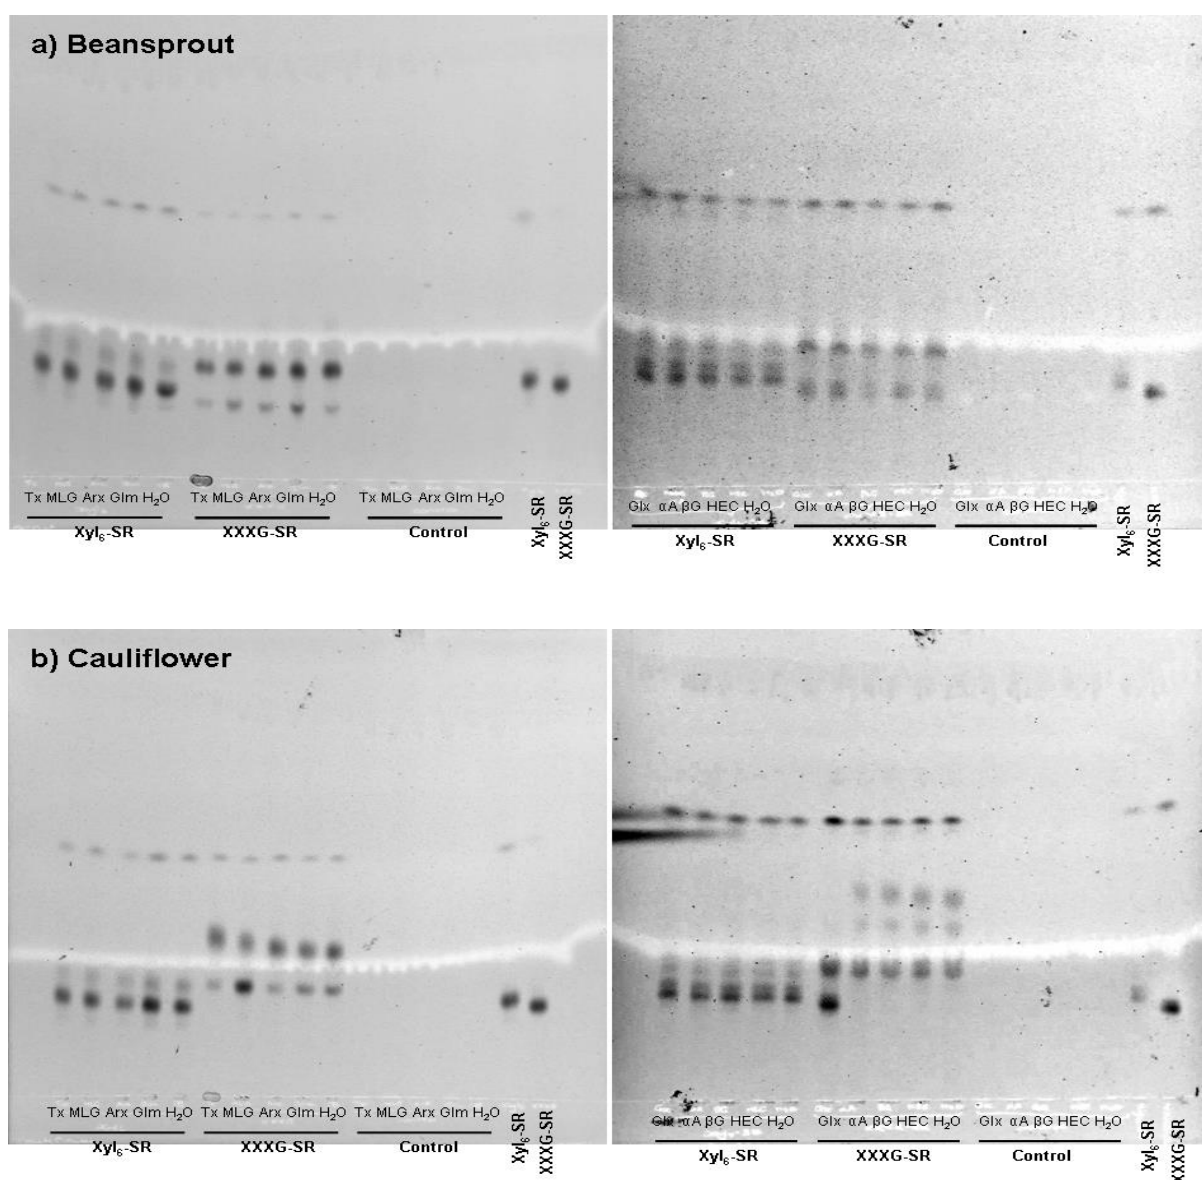 a) Beansprout
Tx MLG Arx Glm H₂O Tx MLG Arx Glm H₂O Tx MLG Arx Glm H₂O
Xyl₆-SR XXXG-SR Control Xyl₆-SR XXXG-SR
Glx αA βG HEC H₂O Glx αA βG HEC H₂O Glx αA βG HEC H₂O
Xyl₆-SR XXXG-SR Control Xyl₆-SR XXXG-SR
b) Cauliflower
Tx MLG Arx Glm H₂O Tx MLG Arx Glm H₂O Tx MLG Arx Glm H₂O
Xyl₆-SR XXXG-SR Control Xyl₆-SR XXXG-SR
Glx αA βG HEC H₂O Glx αA βG HEC H₂O Glx αA βG HEC H₂O
Xyl₆-SR XXXG-SR Control Xyl₆-SR XXXG-SR